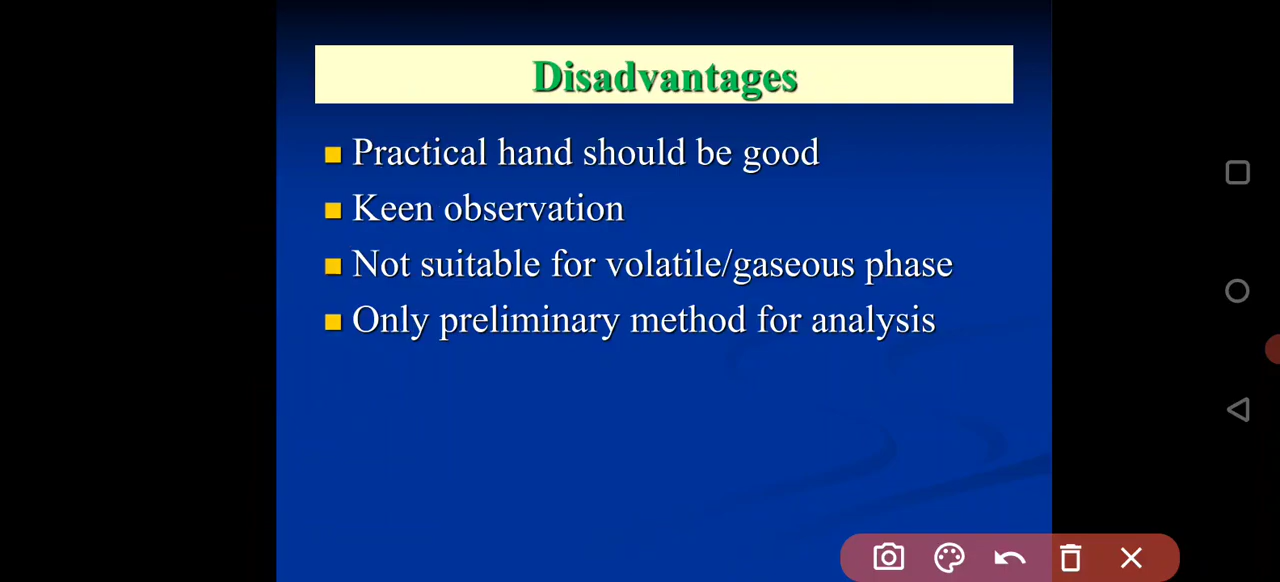 Disadvantages
Practical hand should be good
Keen observation
Not suitable for volatile/gaseous phase
Only preliminary method for analysis